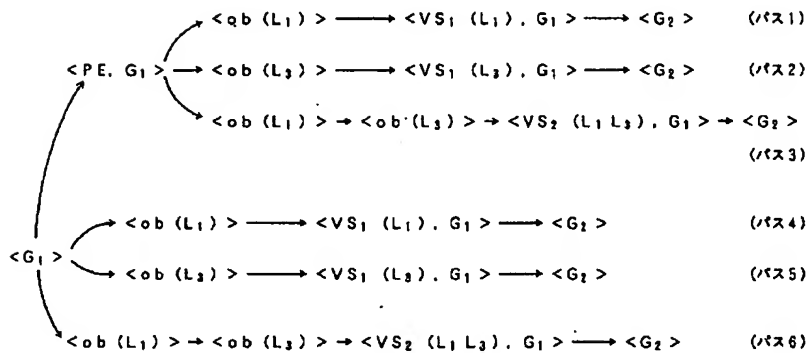 <ob (L₁) > → <VS₁ (L₁) . G₁> → <G₂> (パス1)
<PE. G₁> → <ob (L₃) > → <VS₁ (L₃) . G₁> → <G₂> (パス2)
<ob (L₁) > → <ob (L₃) > → <VS₂ (L₁ L₃) . G₁> → <G₂>
(パス3)
<ob (L₁) > → <VS₁ (L₁) . G₁> → <G₂> (パス4)
<G₁>
<ob (L₃) > → <VS₁ (L₃) . G₁> → <G₂> (パス5)
<ob (L₁) > → <ob (L₃) > → <VS₂ (L₁ L₃) . G₁> → <G₂> (パス6)